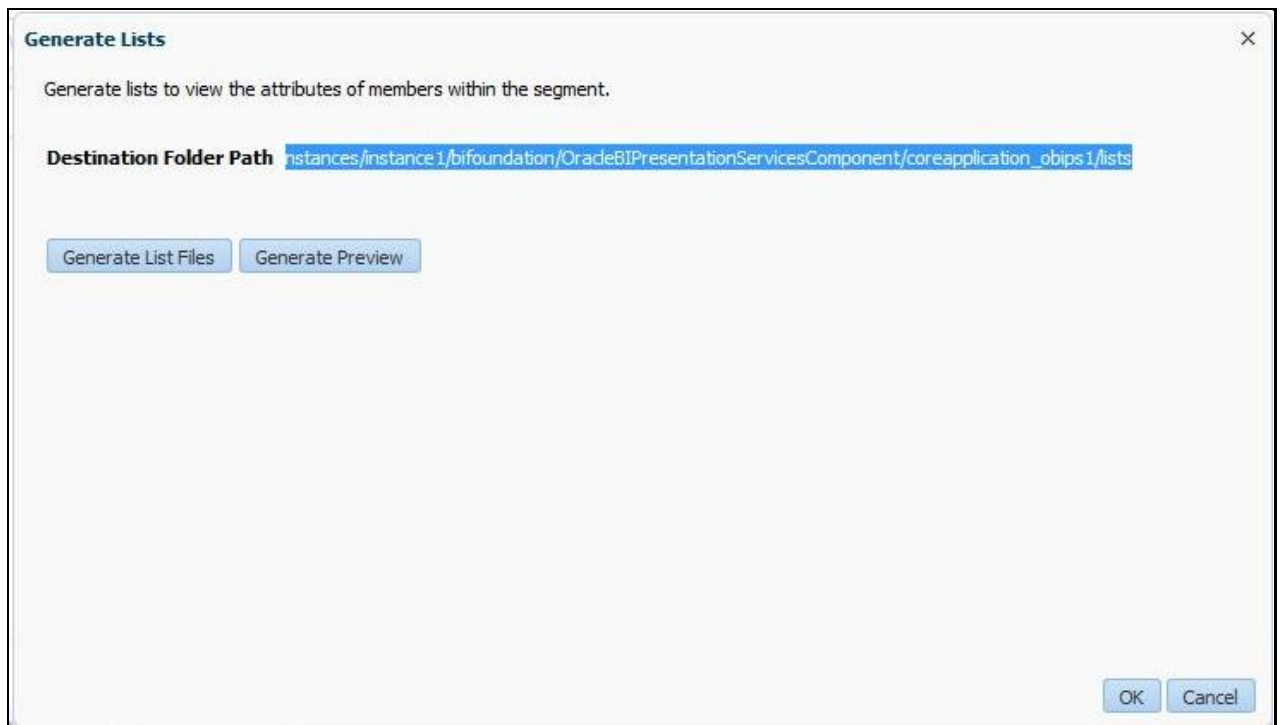 Generate Lists
Generate lists to view the attributes of members within the segment.
Destination Folder Path nstances/instance1/bifoundation/OracleBIPresentationServicesComponent/coreapplication_obips1/lists
Generate List Files Generate Preview
OK Cancel